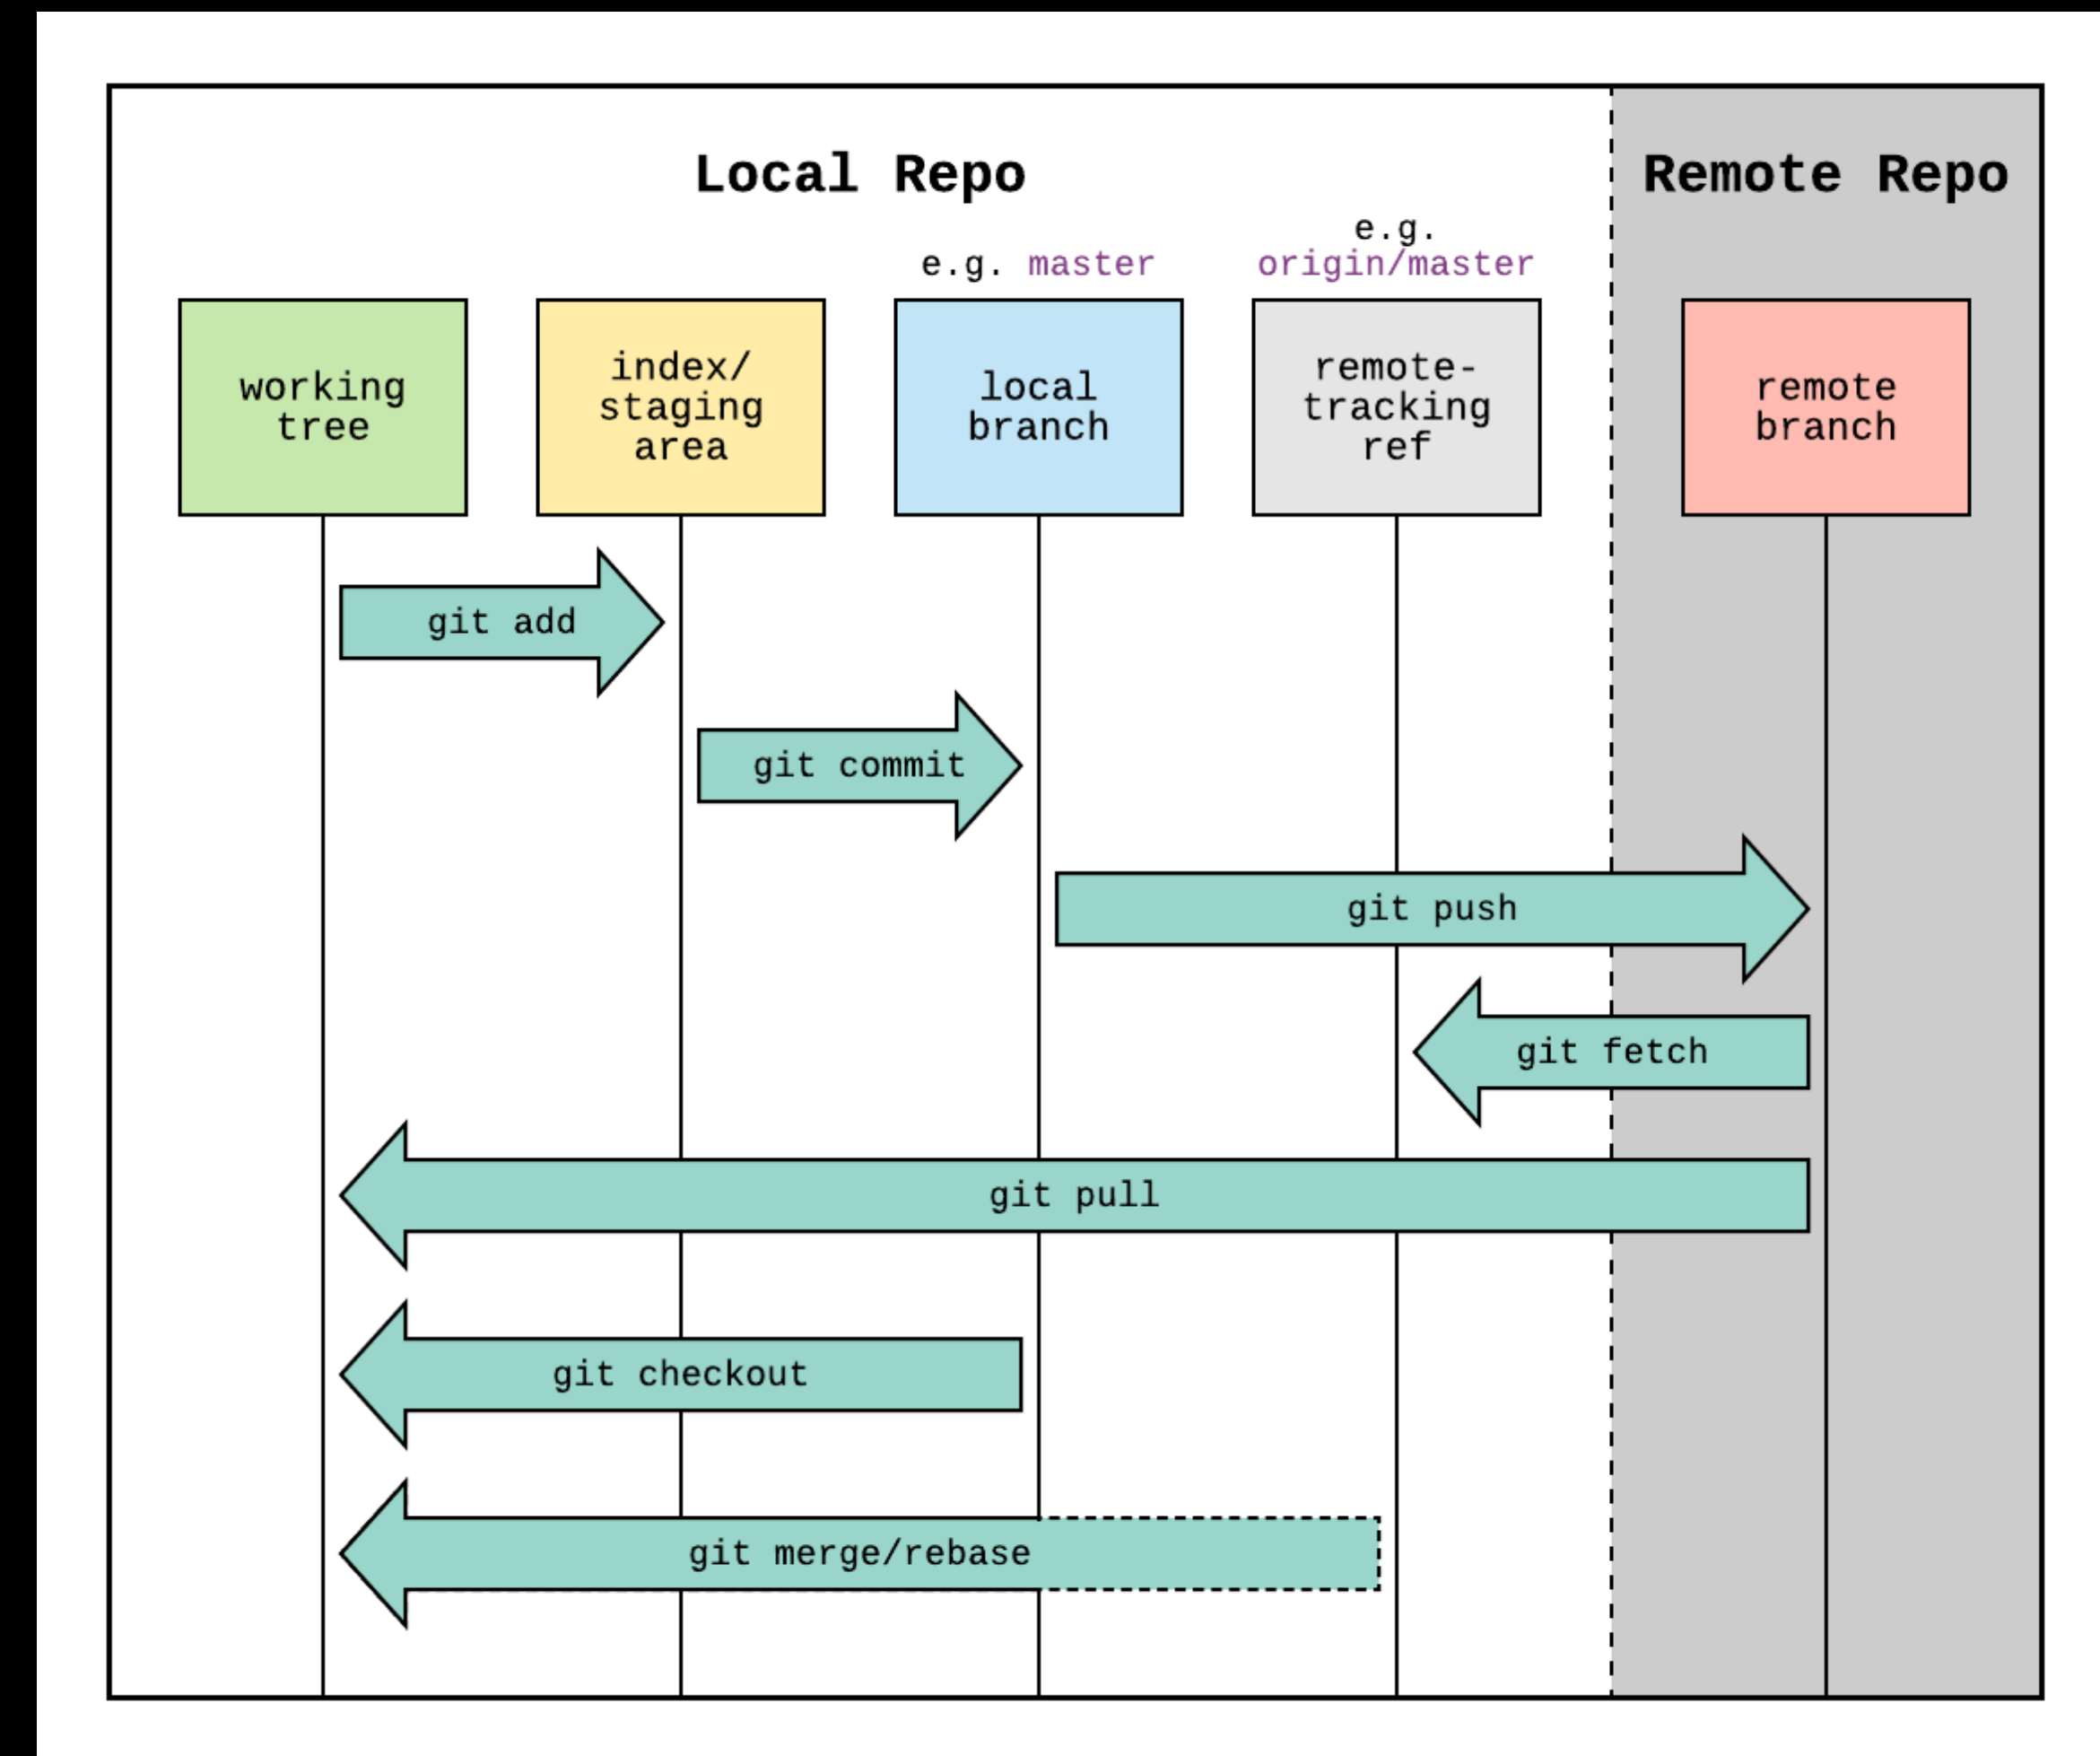 Local Repo
Remote Repo
e.g. master
e.g.
origin/master
working
tree
index/
staging
area
local
branch
remote-
tracking
ref
remote
branch
git add
git commit
git push
git fetch
git pull
git checkout
git merge/rebase